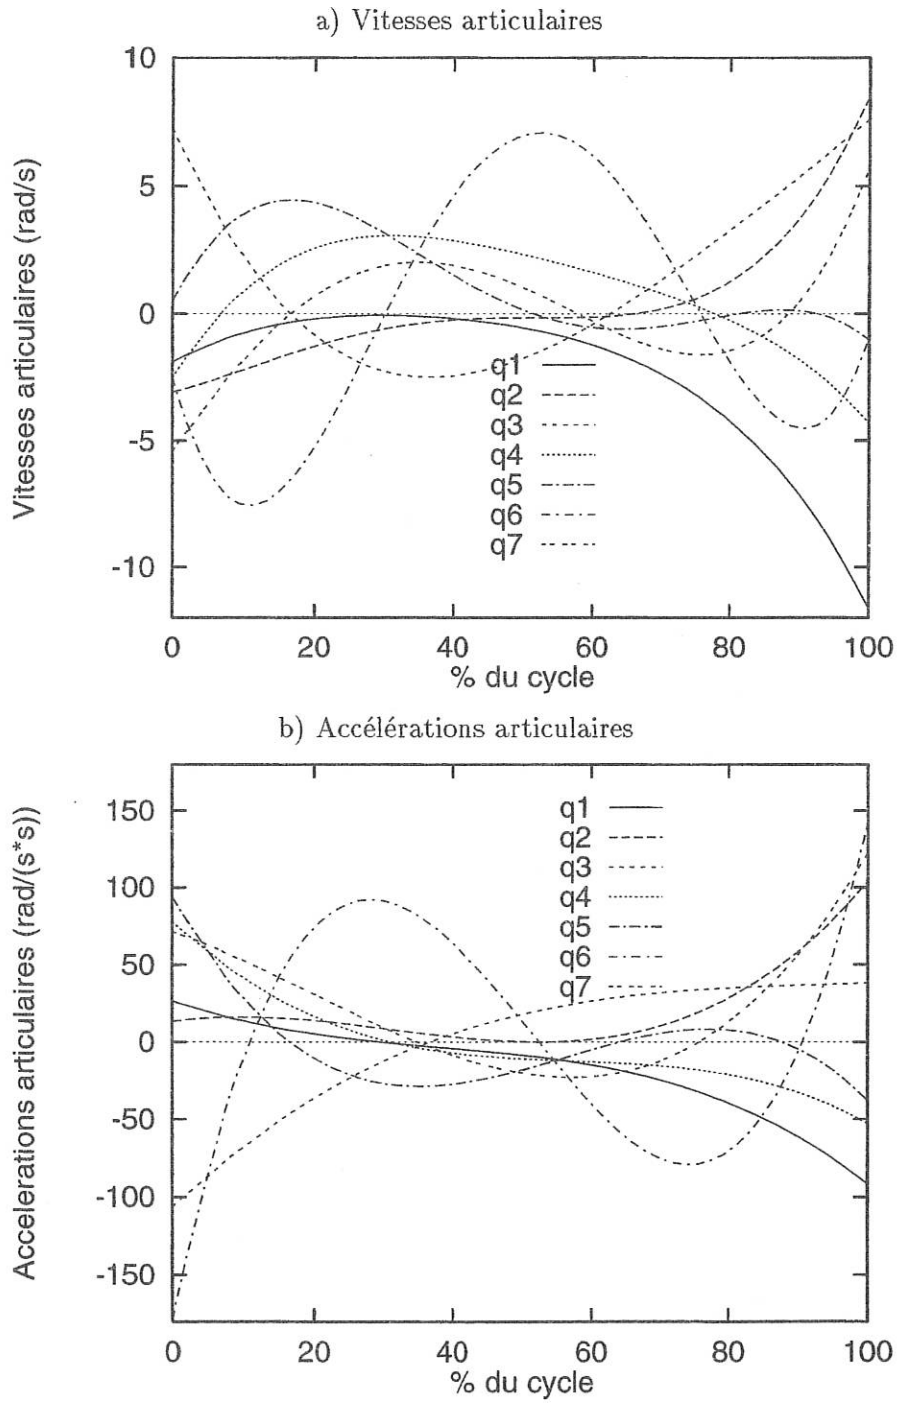 a) Vitesses articulaires
Vitesses articulaires (rad/s)
10
5
0
-5
-10
q1
q2
q3
q4
q5
q6
q7
0 20 40 60 80 100
% du cycle
b) Accélérations articulaires
Accelerations articulaires (rad/(s*s))
150
100
50
0
-50
-100
-150
q1
q2
q3
q4
q5
q6
q7
0 20 40 60 80 100
% du cycle